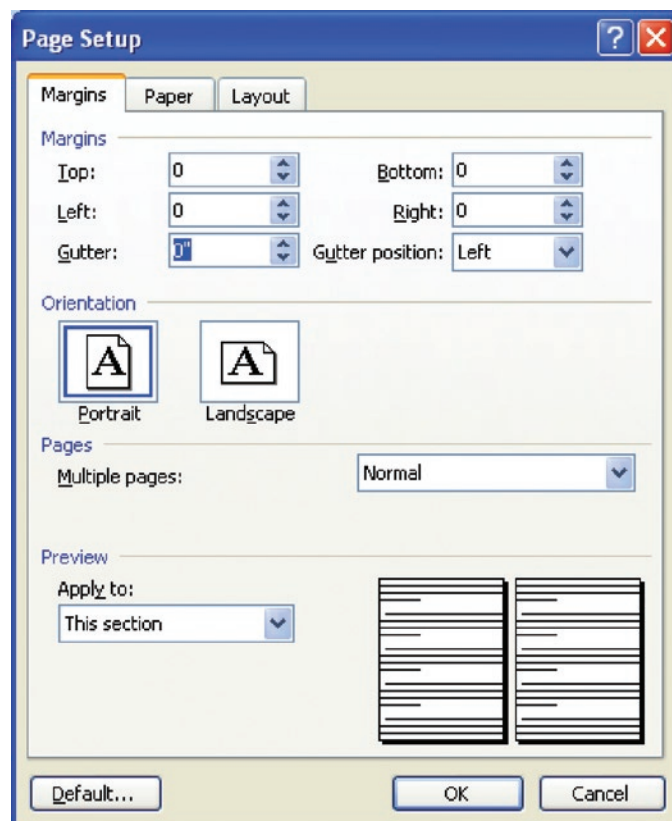 Page Setup
Margins Paper Layout
Margins
Top: 0 Bottom: 0
Left: 0 Right: 0
Gutter: 0" Gutter position: Left
Orientation
A A
Portrait Landscape
Pages
Multiple pages: Normal
Preview
Apply to:
This section
Default... OK Cancel